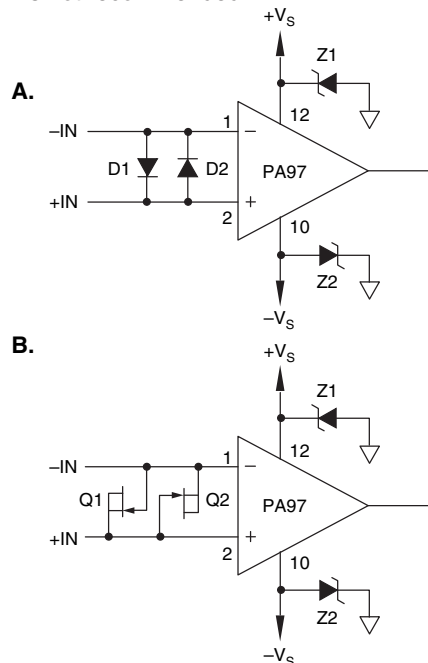 +VS
Z1
A.
12
–IN
1
–
D1
D2
PA97
+IN
+
2
10
Z2
–VS
B.
+VS
Z1
12
–IN
1
–
Q1
Q2
PA97
+IN
+
2
10
Z2
–VS